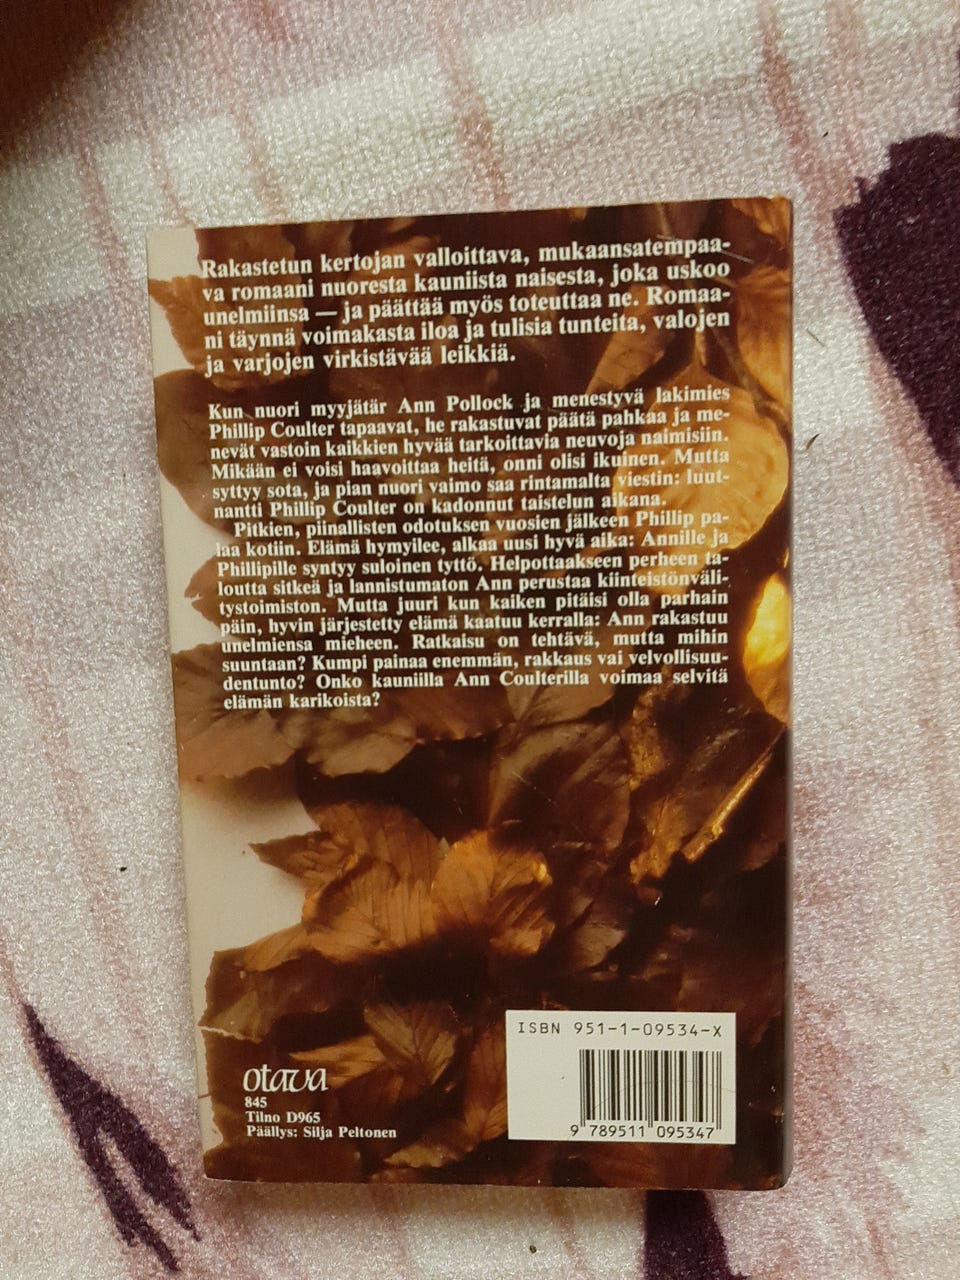 Rakastetun kertojan valloittava, mukaansatempaa-
va romaani nuoresta kauniista naisesta, joka uskoo
unelmiinsa — ja päättää myös toteuttaa ne. Romaa-
ni täynnä voimakasta iloa ja tulisia tunteita, valojen
ja varjojen virkistävää leikkiä.
Kun nuori myyjätär Ann Pollock ja menestyvä lakimies
Phillip Coulter tapaavat, he rakastuvat päätä pahkaa ja me-
nevät vastoin kaikkien hyvää tarkoittavia neuvoja naimisiin.
Mikään ei voisi haavoittaa heitä, onni olisi ikuinen. Mutta
syttyy sota, ja pian nuori vaimo saa rintamalta viestin: luut-
nantti Phillip Coulter on kadonnut taistelun aikana.
Pitkien, piinallisten odotuksen vuosien jälkeen Phillip pa-
laa kotiin. Elämä hymyilee, alkaa uusi hyvä aika: Annille ja
Phillipille syntyy suloinen tyttö. Helpottaakseen perheen ta-
loutta sitkeä ja lannistumaton Ann perustaa kiinteistönväli-
tystoimiston. Mutta juuri kun kaiken pitäisi olla parhain
päin, hyvin järjestetty elämä kaatuu kerralla: Ann rakastuu
unelmiensa mieheen. Ratkaisu on tehtävä, mutta mihin
suuntaan? Kumpi painaa enemmän, rakkaus vai velvollisuu-
dentunto? Onko kauniilla Ann Coulterilla voimaa selvitä
elämän karikoista?
ISBN 951-1-09534-X
9 789511 095347
otava
845
Tilno D965
Päällys: Silja Peltonen